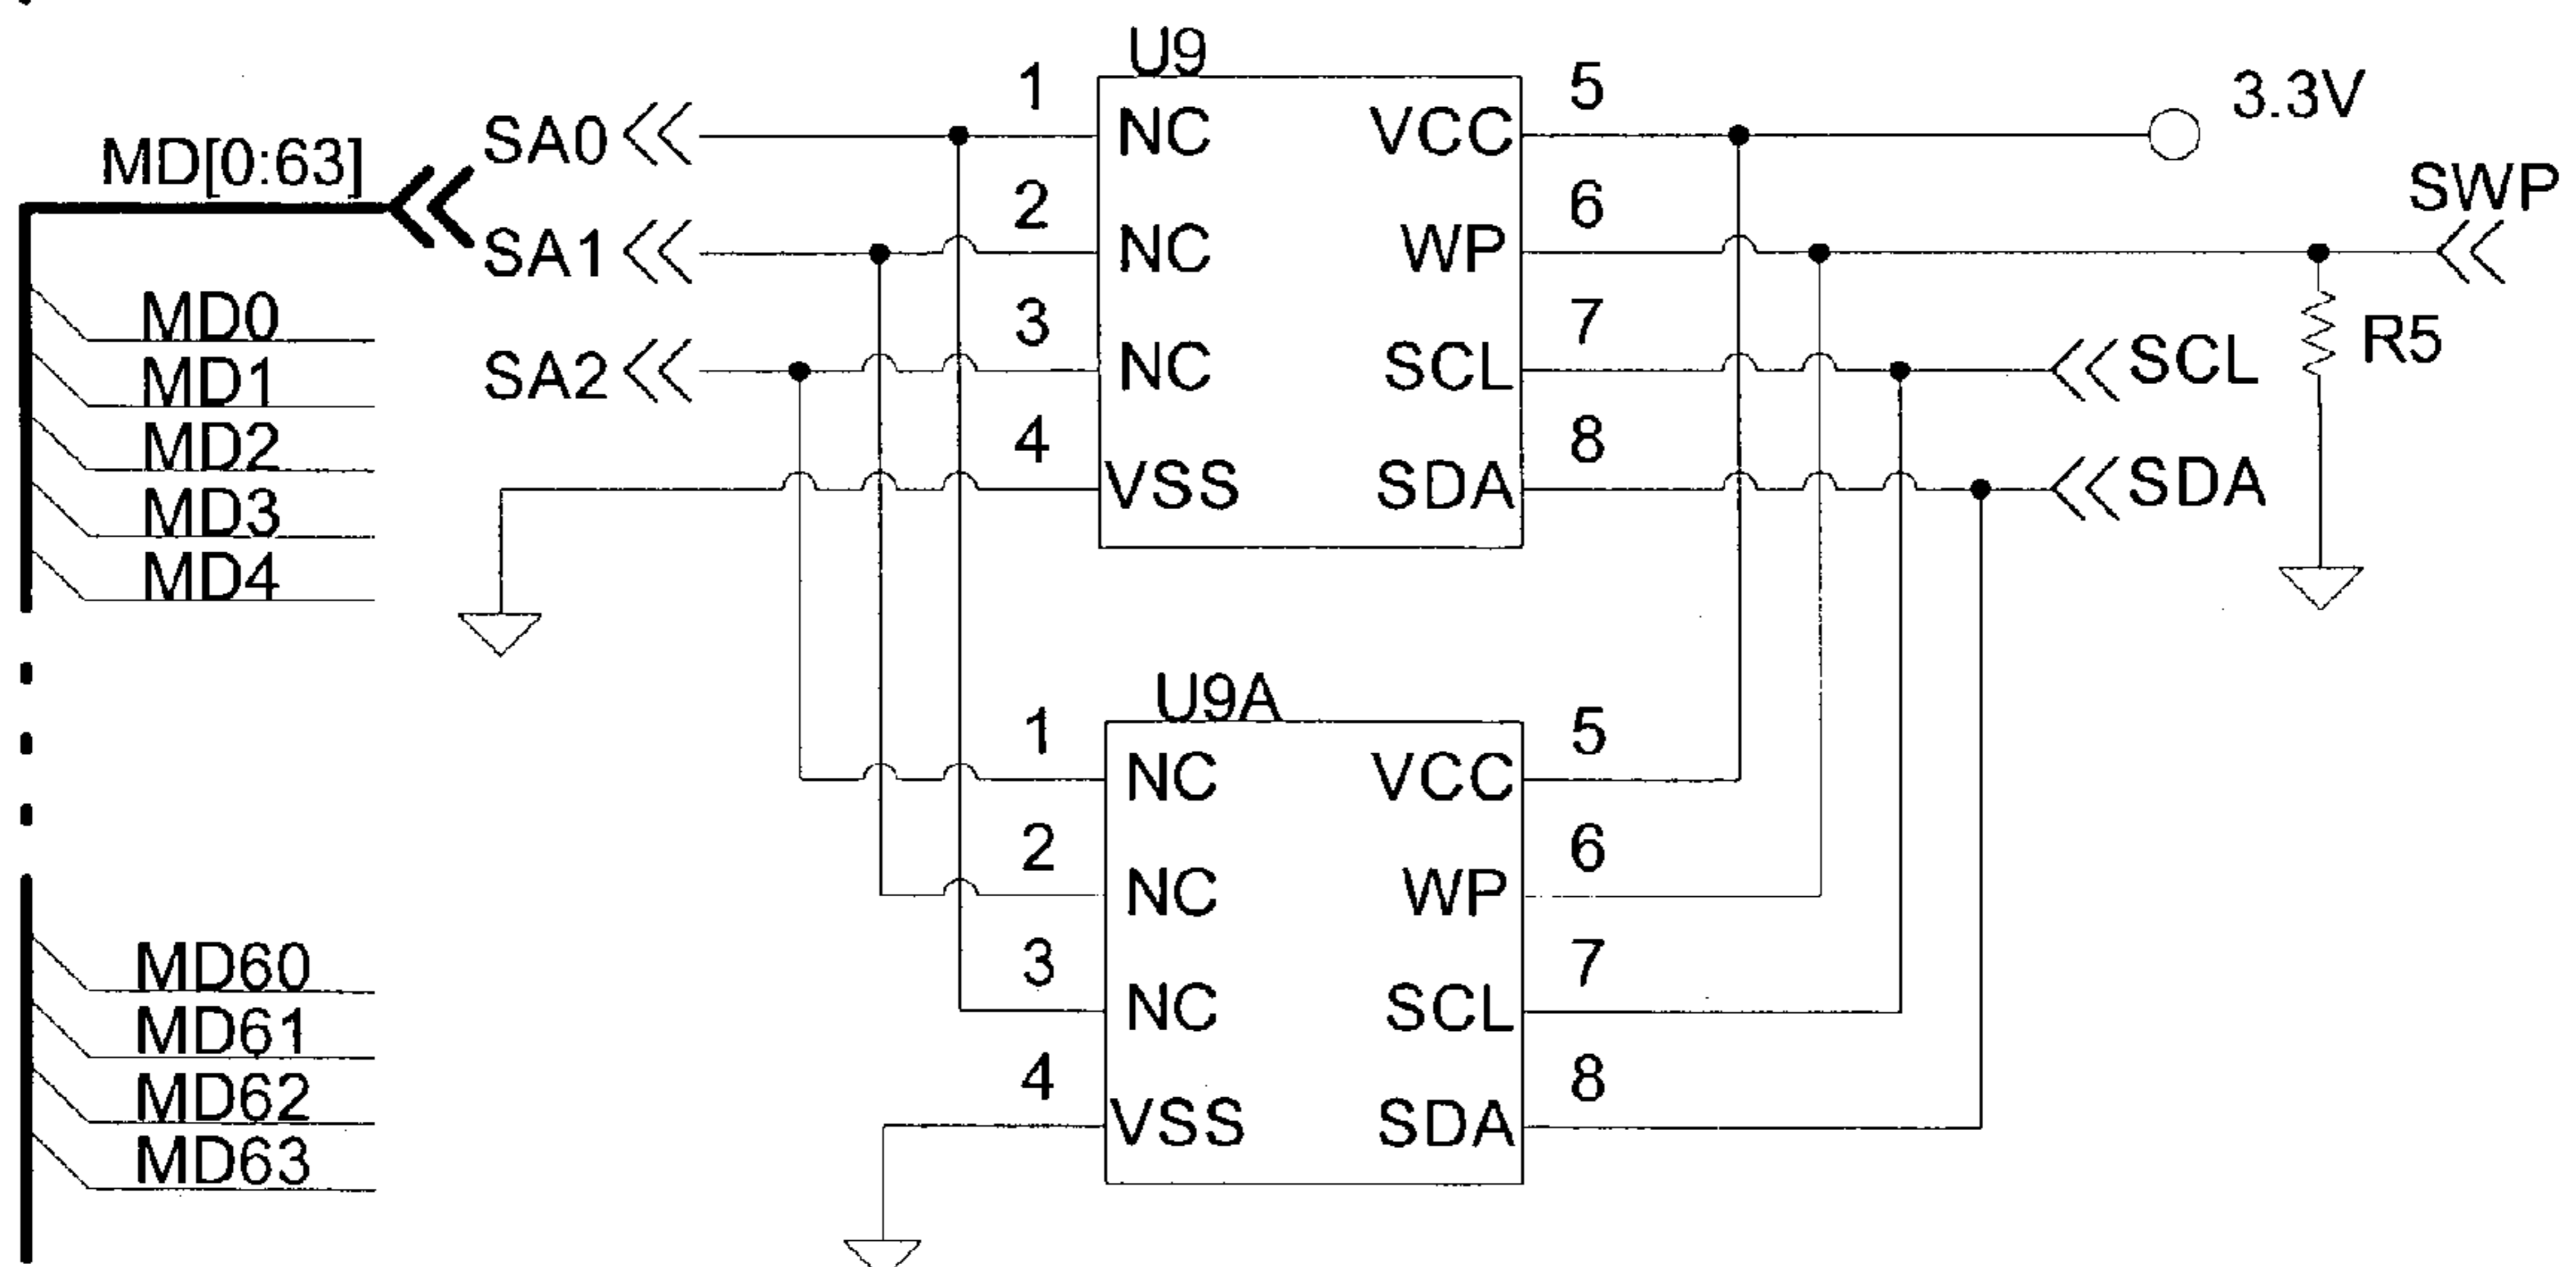 MD[0:63]
MD0
MD1
MD2
MD3
MD4
MD60
MD61
MD62
MD63
SA0
SA1
SA2
U9
1 NC VCC 5
2 NC WP 6
3 NC SCL 7
4 VSS SDA 8
3.3V
SWP
R5
SCL
SDA
U9A
1 NC VCC 5
2 NC WP 6
3 NC SCL 7
4 VSS SDA 8